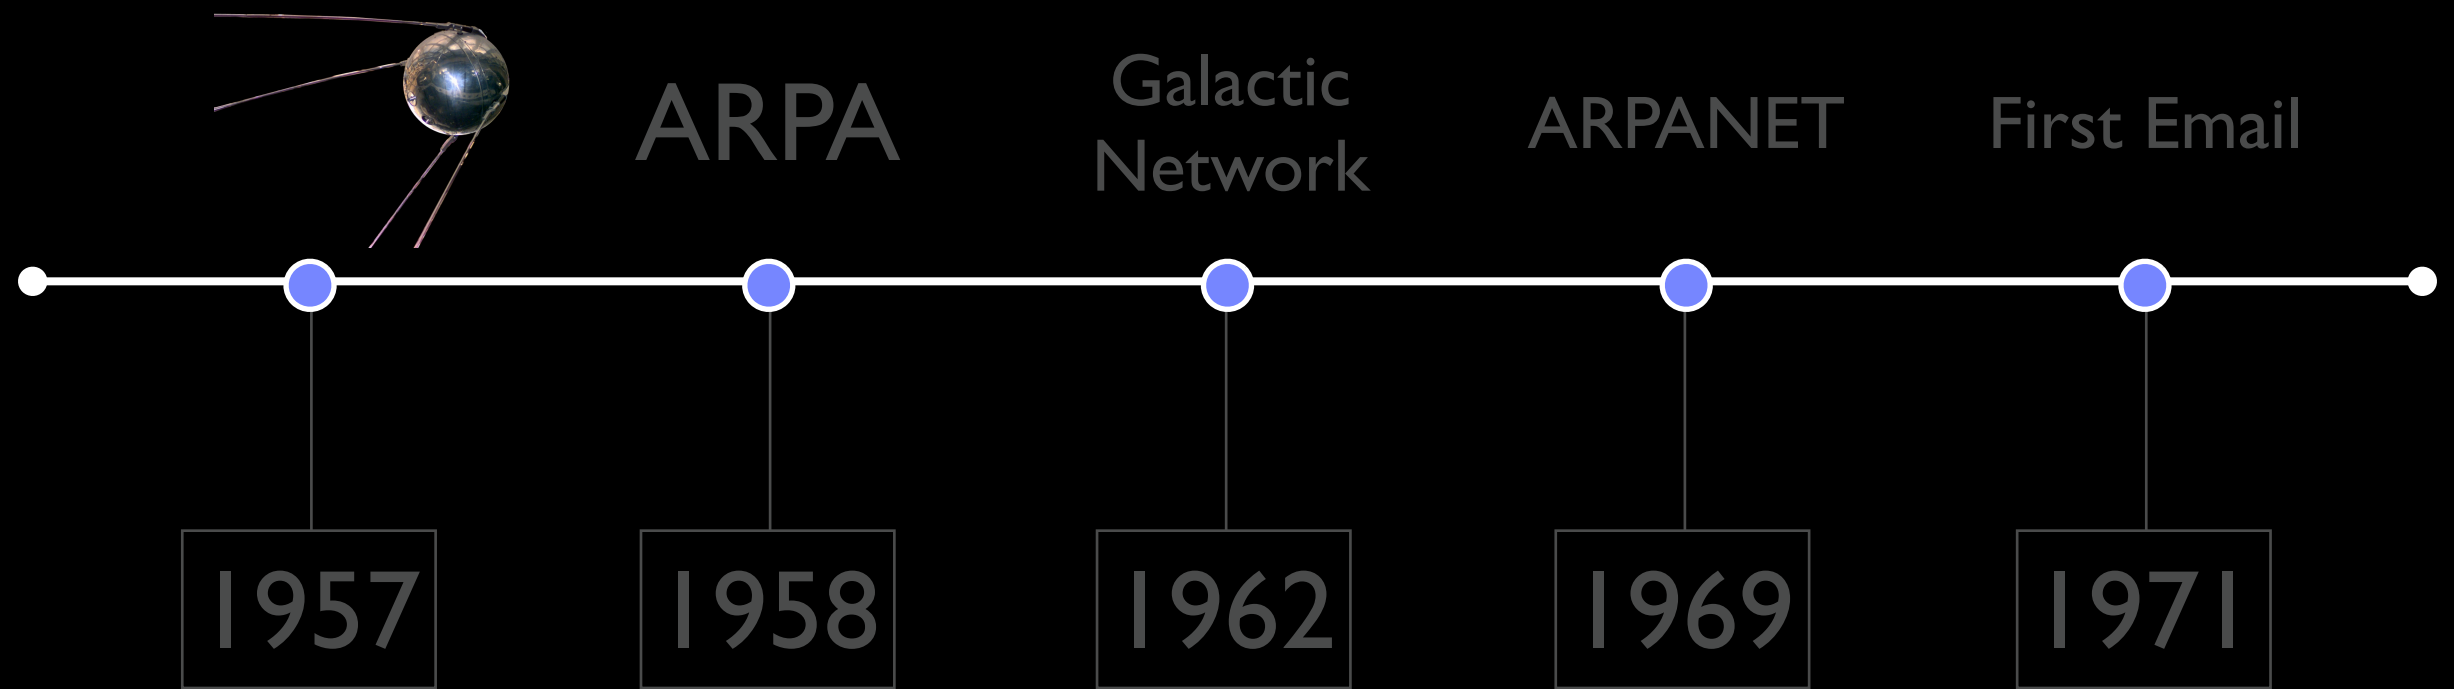 ARPA
Galactic
Network
ARPANET
First Email
1957
1958
1962
1969
1971